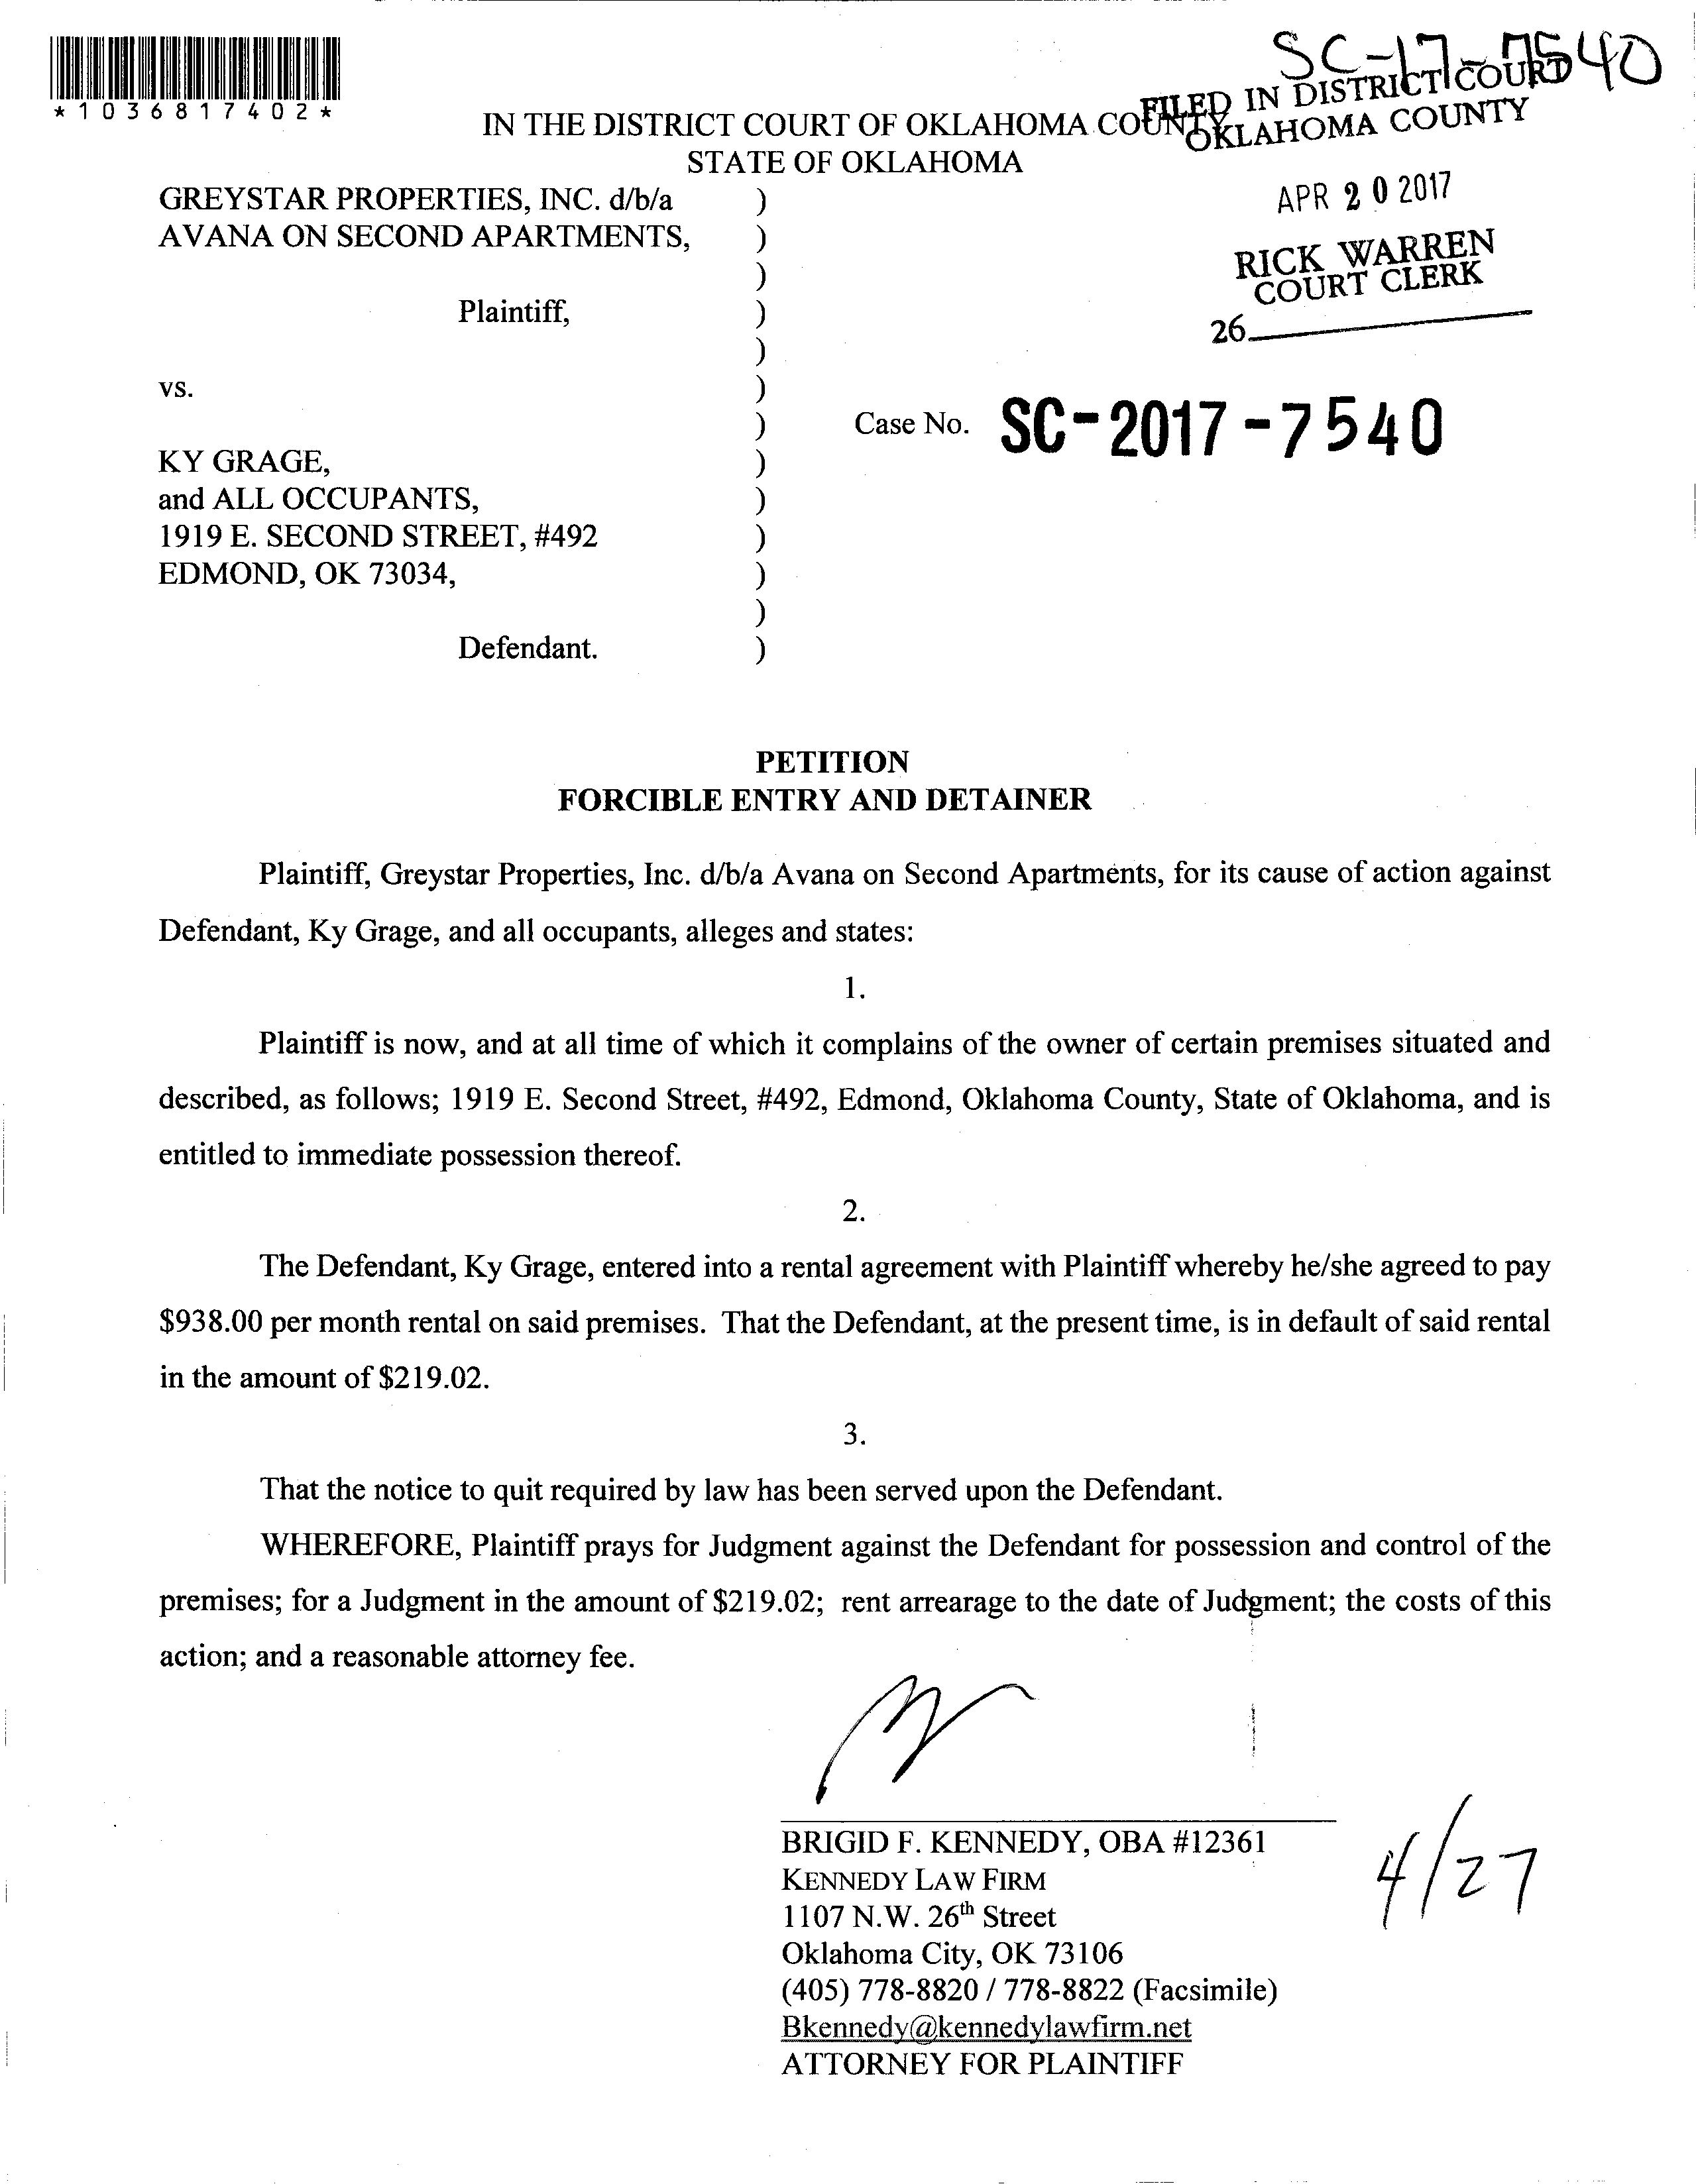 SC-17-7540
*1036817402*
FILED IN DISTRICT COURT
OKLAHOMA COUNTY
IN THE DISTRICT COURT OF OKLAHOMA COUNTY
STATE OF OKLAHOMA
APR 20 2017
RICK WARREN
COURT CLERK
26
GREYSTAR PROPERTIES, INC. d/b/a )
AVANA ON SECOND APARTMENTS, )
)
Plaintiff, )
)
vs. )
) Case No. SC-2017-7540
KY GRAGE, )
and ALL OCCUPANTS, )
1919 E. SECOND STREET, #492 )
EDMOND, OK 73034, )
)
Defendant. )
PETITION
FORCIBLE ENTRY AND DETAINER
Plaintiff, Greystar Properties, Inc. d/b/a Avana on Second Apartments, for its cause of action against
Defendant, Ky Grage, and all occupants, alleges and states:
1.
Plaintiff is now, and at all time of which it complains of the owner of certain premises situated and
described, as follows; 1919 E. Second Street, #492, Edmond, Oklahoma County, State of Oklahoma, and is
entitled to immediate possession thereof.
2.
The Defendant, Ky Grage, entered into a rental agreement with Plaintiff whereby he/she agreed to pay
$938.00 per month rental on said premises. That the Defendant, at the present time, is in default of said rental
in the amount of $219.02.
3.
That the notice to quit required by law has been served upon the Defendant.
WHEREFORE, Plaintiff prays for Judgment against the Defendant for possession and control of the
premises; for a Judgment in the amount of $219.02; rent arrearage to the date of Judgment; the costs of this
action; and a reasonable attorney fee.
BRIGID F. KENNEDY, OBA #12361
KENNEDY LAW FIRM
1107 N.W. 26th Street
Oklahoma City, OK 73106
(405) 778-8820 / 778-8822 (Facsimile)
Bkennedy@kennedylawfirm.net
ATTORNEY FOR PLAINTIFF
4/27